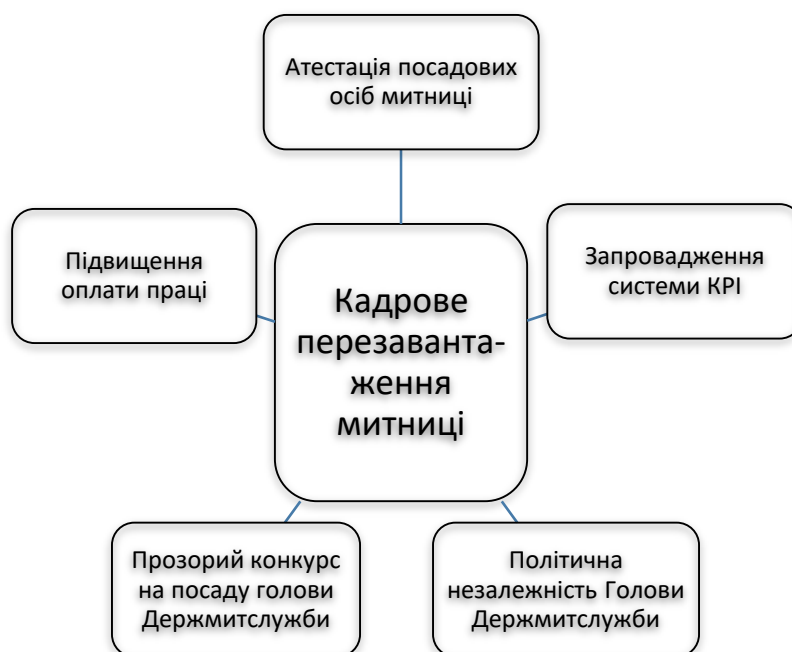 Атестація посадових
осіб митниці
Підвищення
оплати праці
Запровадження
системи КРІ
Кадрове
перезаванта-
ження
митниці
Прозорий конкурс
на посаду голови
Держмитслужби
Політична
незалежність Голови
Держмитслужби